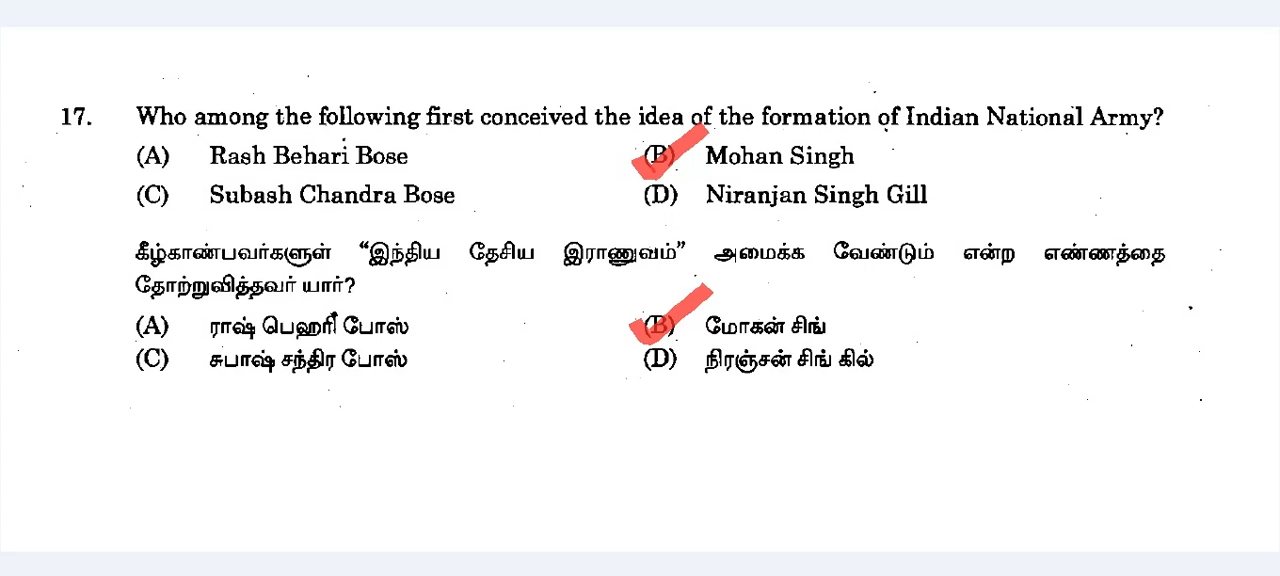 17. Who among the following first conceived the idea of the formation of Indian National Army?
(A) Rash Behari Bose (B) Mohan Singh
(C) Subash Chandra Bose (D) Niranjan Singh Gill
கீழ்காண்பவர்களுள் “இந்திய தேசிய இராணுவம்” அமைக்க வேண்டும் என்ற எண்ணத்தை
தோற்றுவித்தவர் யார்?
(A) ராஷ் பெஹரீ போஸ் (B) மோகன் சிங்
(C) சுபாஷ் சந்திர போஸ் (D) நிரஞ்சன் சிங் கில்